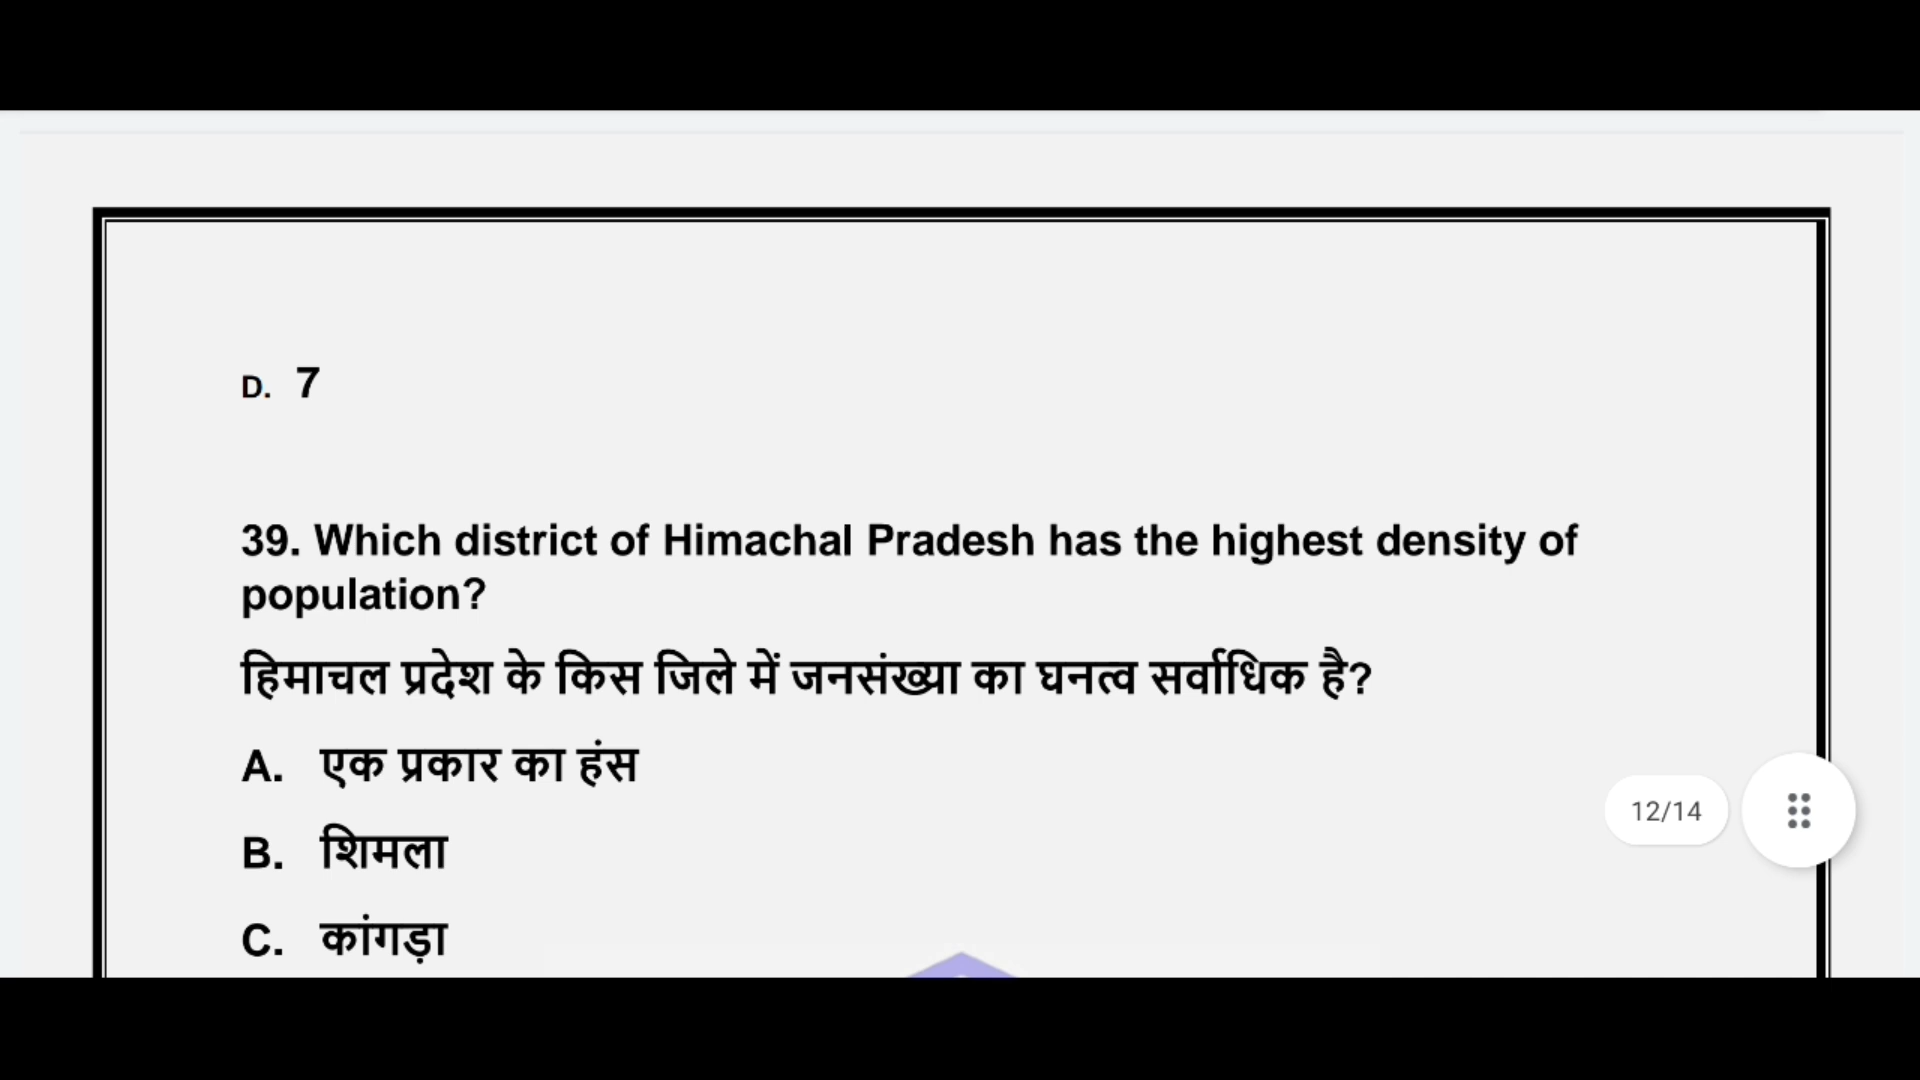 D. 7
39. Which district of Himachal Pradesh has the highest density of
population?
हिमाचल प्रदेश के किस जिले में जनसंख्या का घनत्व सर्वाधिक है?
A. एक प्रकार का हंस
B. शिमला
C. कांगड़ा
12/14